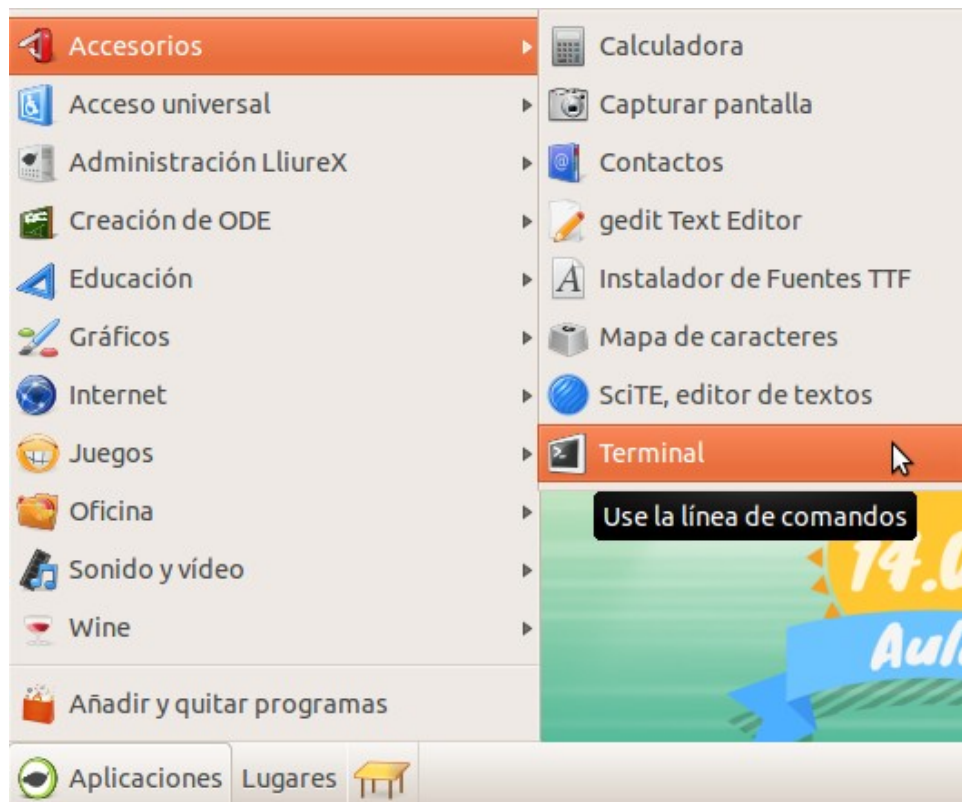 Accesorios
Acceso universal
Administración LliureX
Creación de ODE
Educación
Gráficos
Internet
Juegos
Oficina
Sonido y vídeo
Wine
Añadir y quitar programas
Aplicaciones Lugares
Calculadora
Capturar pantalla
Contactos
gedit Text Editor
Instalador de Fuentes TTF
Mapa de caracteres
SciTE, editor de textos
Terminal
Use la línea de comandos